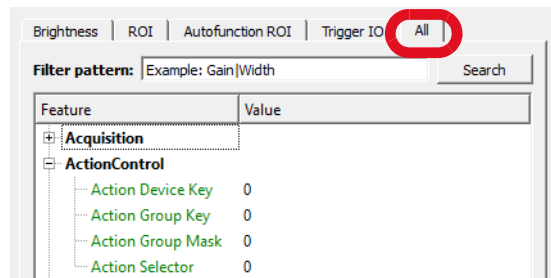 Brightness ROI Autofunction ROI Trigger IO All
Filter pattern: Example: Gain|Width Search
Feature Value
Acquisition
ActionControl
Action Device Key 0
Action Group Key 0
Action Group Mask 0
Action Selector 0